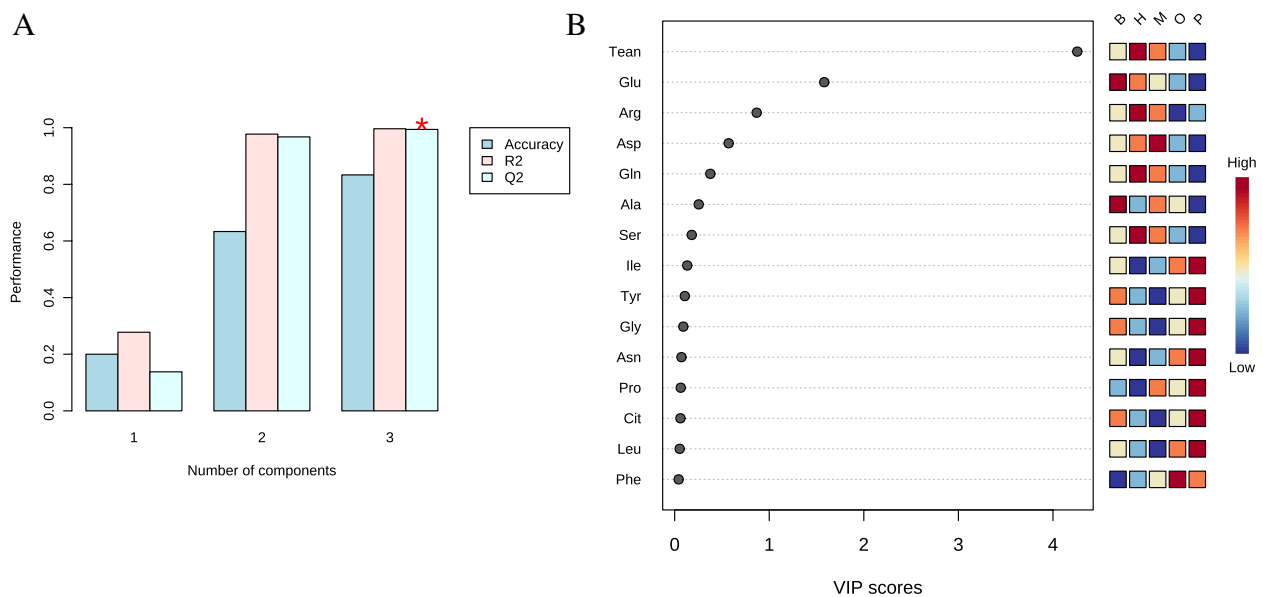 A
Performance
0.0 0.2 0.4 0.6 0.8 1.0
1 2 3
Number of components
Accuracy
R2
Q2
*
B
B H M O P
Tean
Glu
Arg
Asp
Gln
Ala
Ser
Ile
Tyr
Gly
Asn
Pro
Cit
Leu
Phe
0 1 2 3 4
VIP scores
High
Low